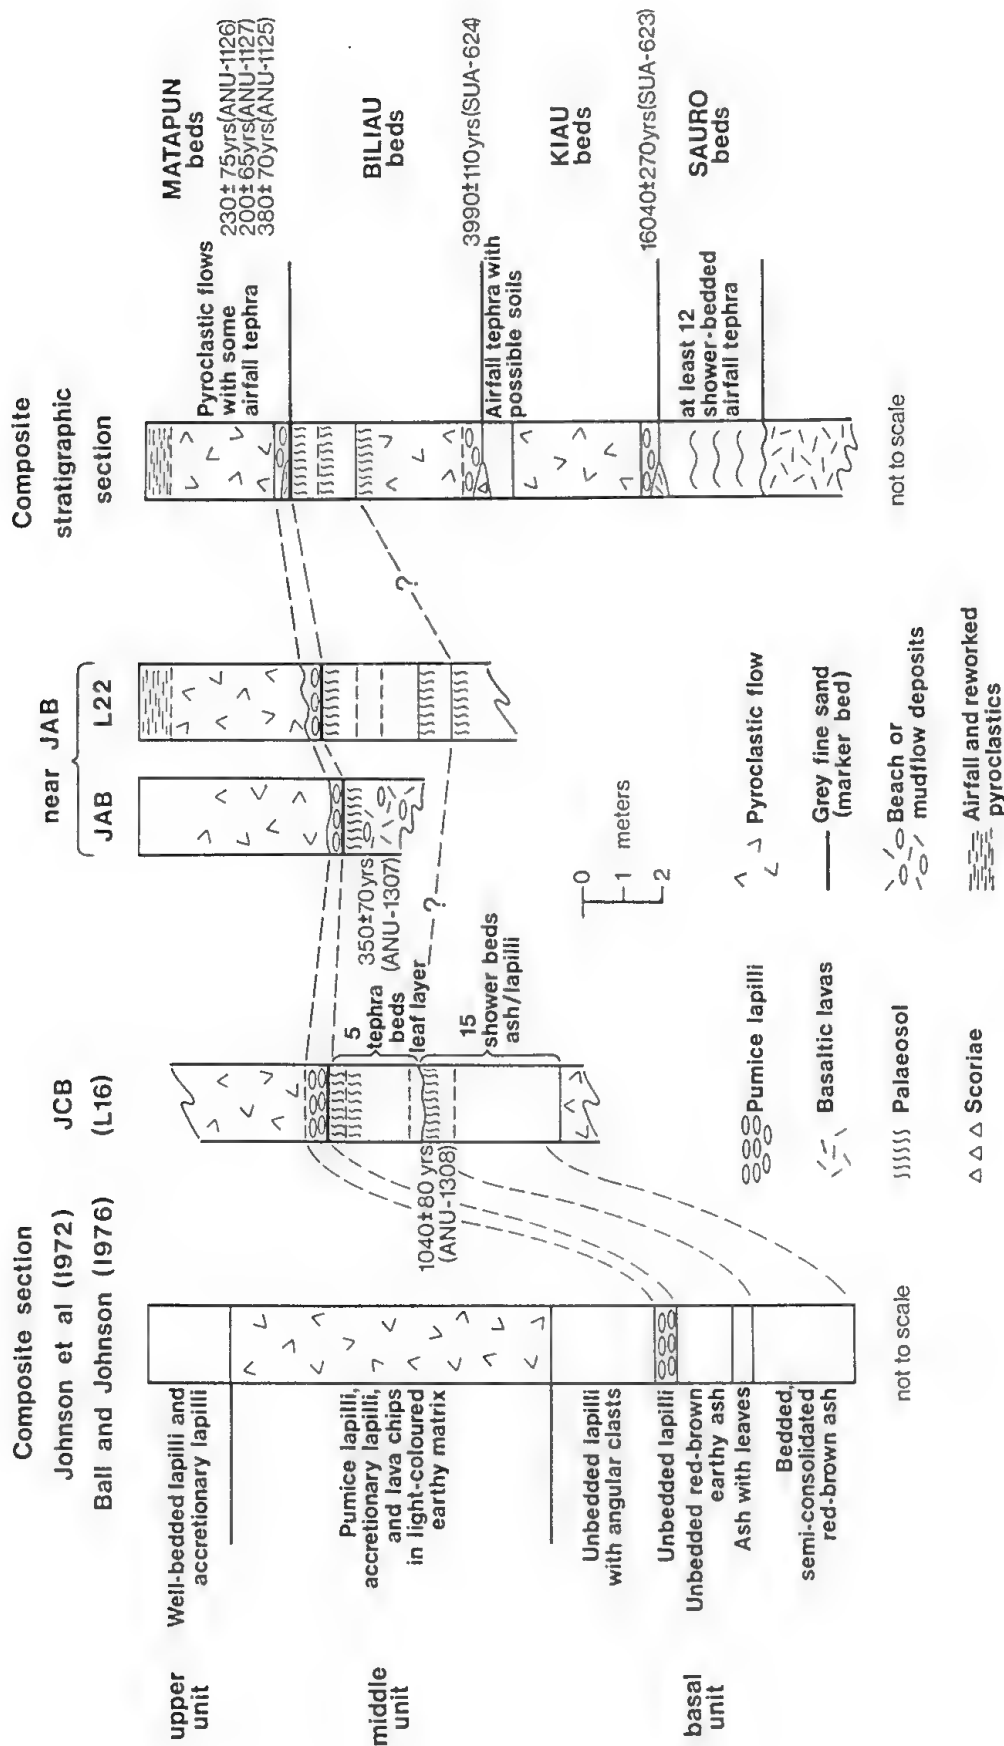 Composite section
Johnson et al (1972)
Ball and Johnson (1976)
JCB
(L16)
near JAB
JAB
L22
Composite
stratigraphic
section
upper
unit
Well-bedded lapilli and
accretionary lapilli
middle
unit
Pumice lapilli,
accretionary lapilli,
and lava chips
in light-coloured
earthy matrix
basal
unit
Unbedded lapilli
with angular clasts
Unbedded lapilli
Unbedded red-brown
earthy ash
Ash with leaves
Bedded,
semi-consolidated
red-brown ash
not to scale
1040±80 yrs
(ANU-1308)
5
tephra
beds
leaf layer
15
shower beds
ash/lapilli
350±70yrs
(ANU-1307)
?
?
Pyroclastic flows
with some
airfall tephra
MATAPUN
beds
230±75yrs(ANU-1126)
200±65yrs(ANU-1127)
380±70yrs(ANU-1125)
BILIAU
beds
3990±110yrs(SUA-624)
Airfall tephra with
possible soils
KIAU
beds
16040±270yrs(SUA-623)
SAURO
beds
at least 12
shower-bedded
airfall tephra
not to scale
0
1
2
meters
Pumice lapilli
Basaltic lavas
Palaeosol
Scoriae
Pyroclastic flow
Grey fine sand
(marker bed)
Beach or
mudflow deposits
Airfall and reworked
pyroclastics